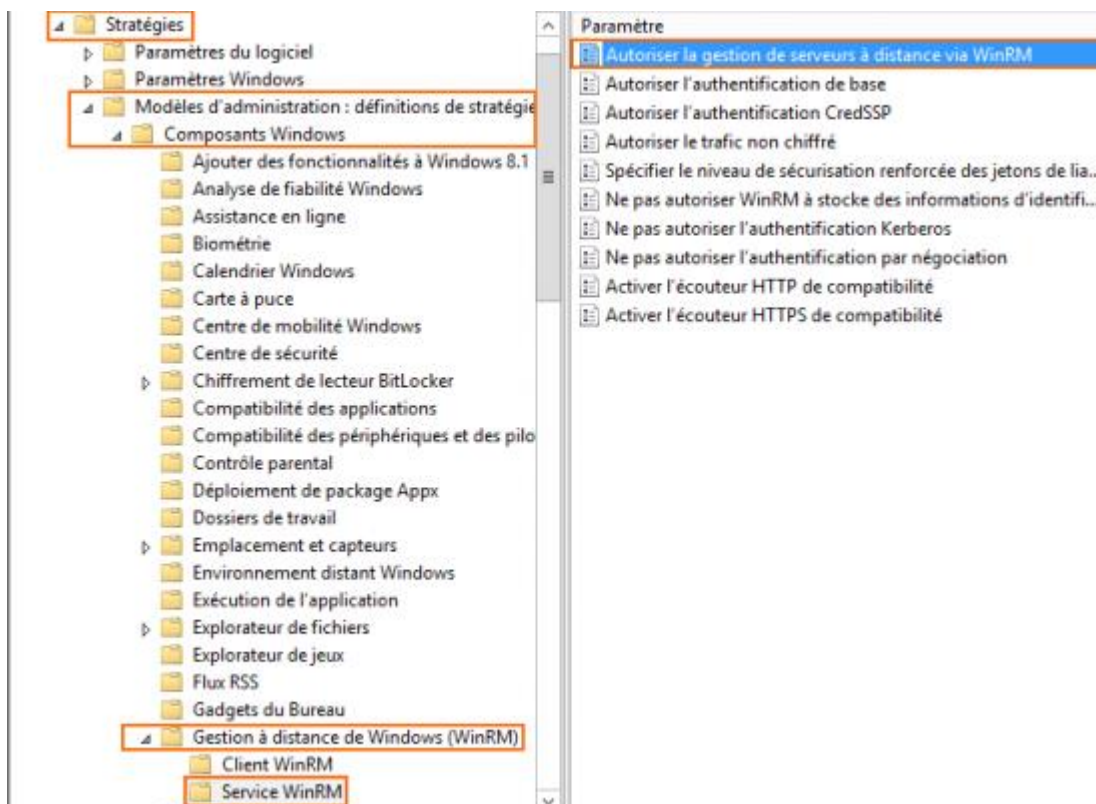 Stratégies
Paramètres du logiciel
Paramètres Windows
Modèles d'administration : définitions de stratégie
Composants Windows
Ajouter des fonctionnalités à Windows 8.1
Analyse de fiabilité Windows
Assistance en ligne
Biométrie
Calendrier Windows
Carte à puce
Centre de mobilité Windows
Centre de sécurité
Chiffrement de lecteur BitLocker
Compatibilité des applications
Compatibilité des périphériques et des pilo
Contrôle parental
Déploiement de package Appx
Dossiers de travail
Emplacement et capteurs
Environnement distant Windows
Exécution de l'application
Explorateur de fichiers
Explorateur de jeux
Flux RSS
Gadgets du Bureau
Gestion à distance de Windows (WinRM)
Client WinRM
Service WinRM
Paramètre
Autoriser la gestion de serveurs à distance via WinRM
Autoriser l'authentification de base
Autoriser l'authentification CredSSP
Autoriser le trafic non chiffré
Spécifier le niveau de sécurisation renforcée des jetons de lia...
Ne pas autoriser WinRM à stocke des informations d'identifi...
Ne pas autoriser l'authentification Kerberos
Ne pas autoriser l'authentification par négociation
Activer l'écouteur HTTP de compatibilité
Activer l'écouteur HTTPS de compatibilité